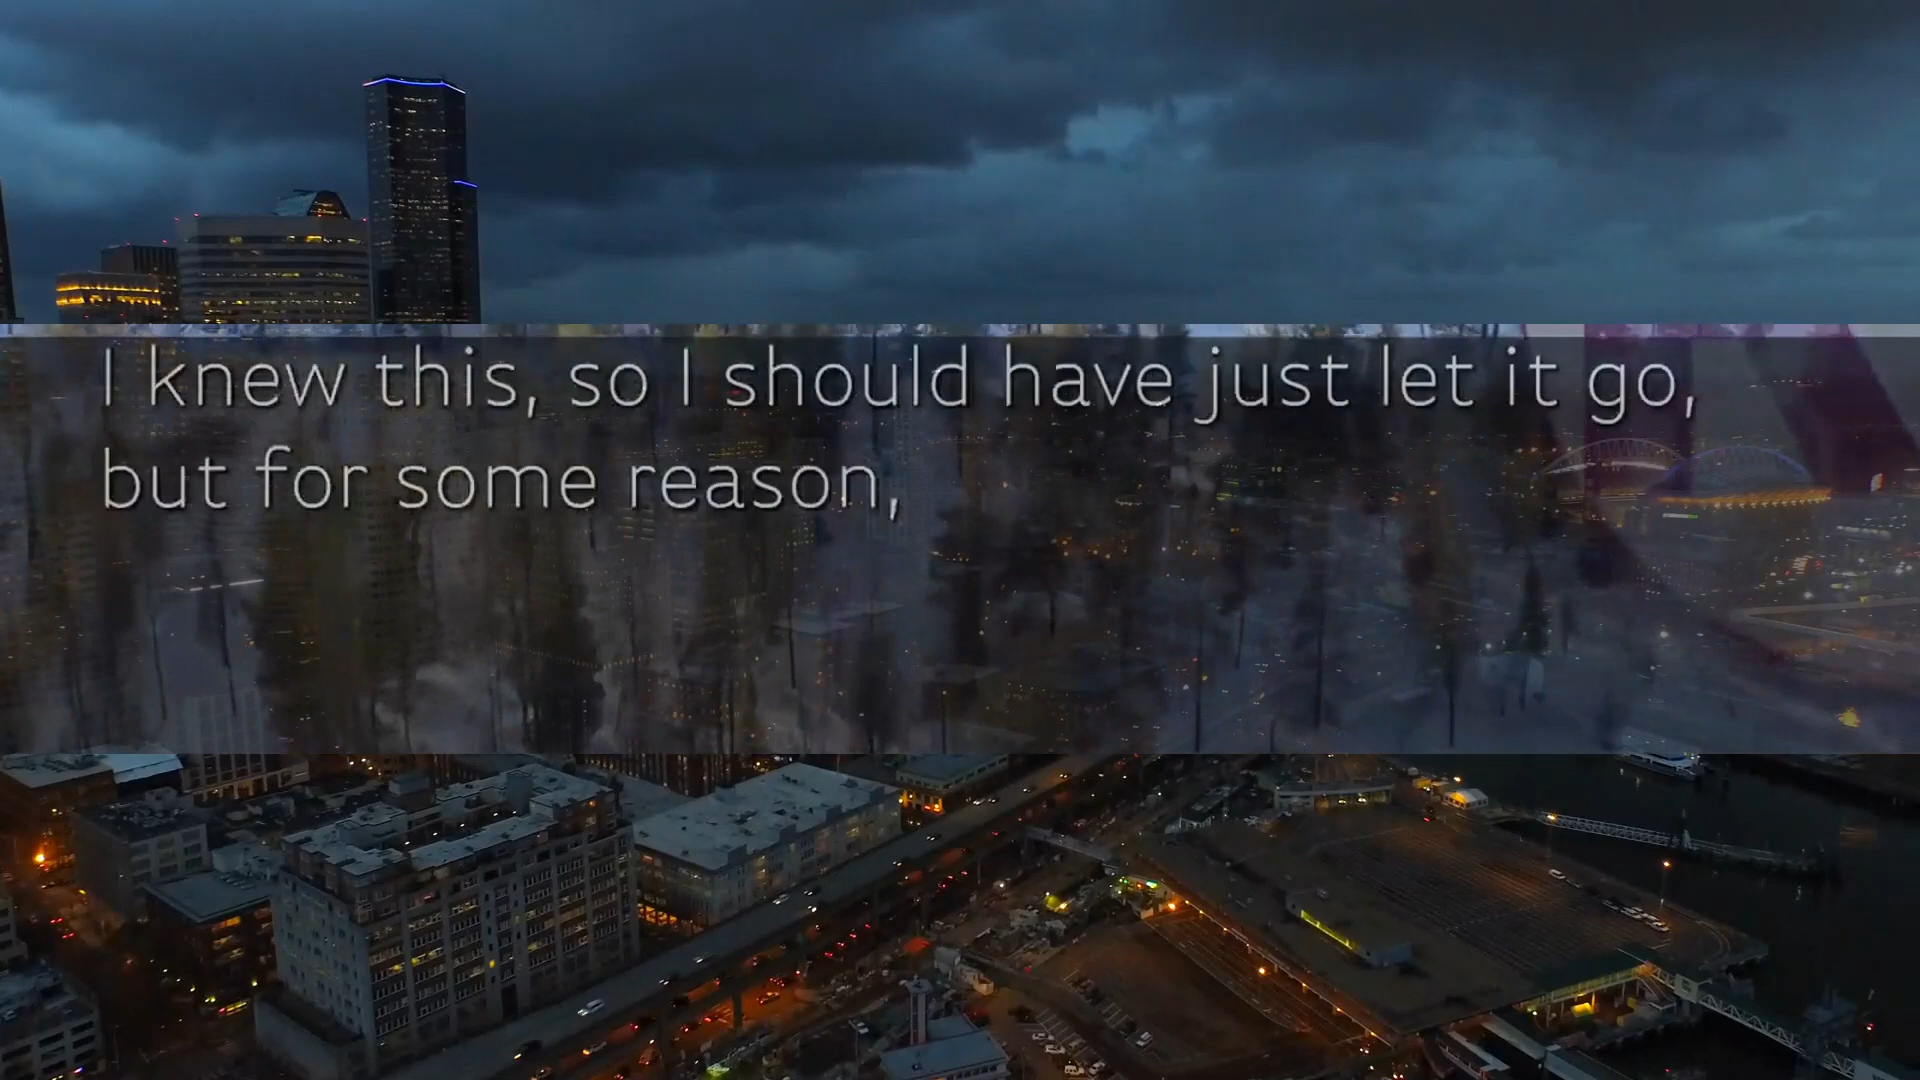 I knew this, so I should have just let it go,
but for some reason,